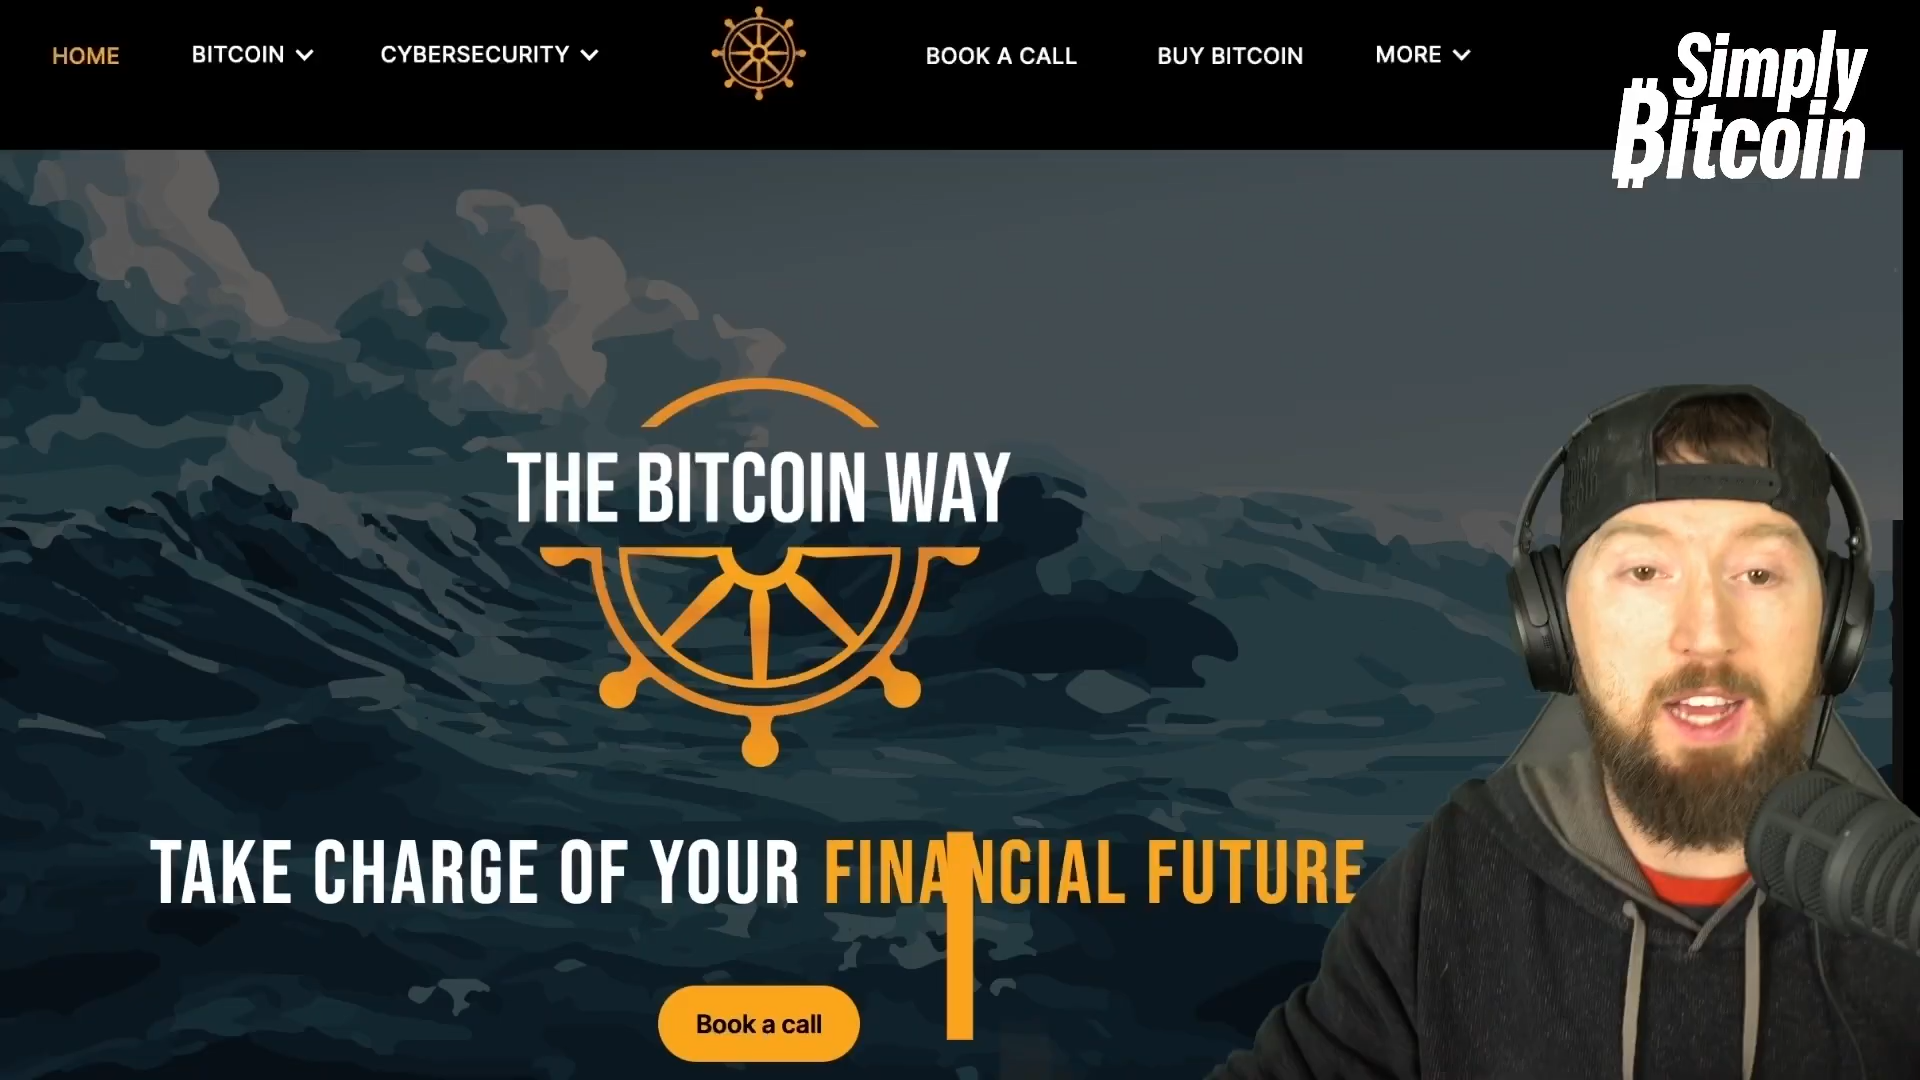 HOME BITCOIN CYBERSECURITY BOOK A CALL BUY BITCOIN MORE
Simply
Bitcoin
THE BITCOIN WAY
TAKE CHARGE OF YOUR FINANCIAL FUTURE
Book a call